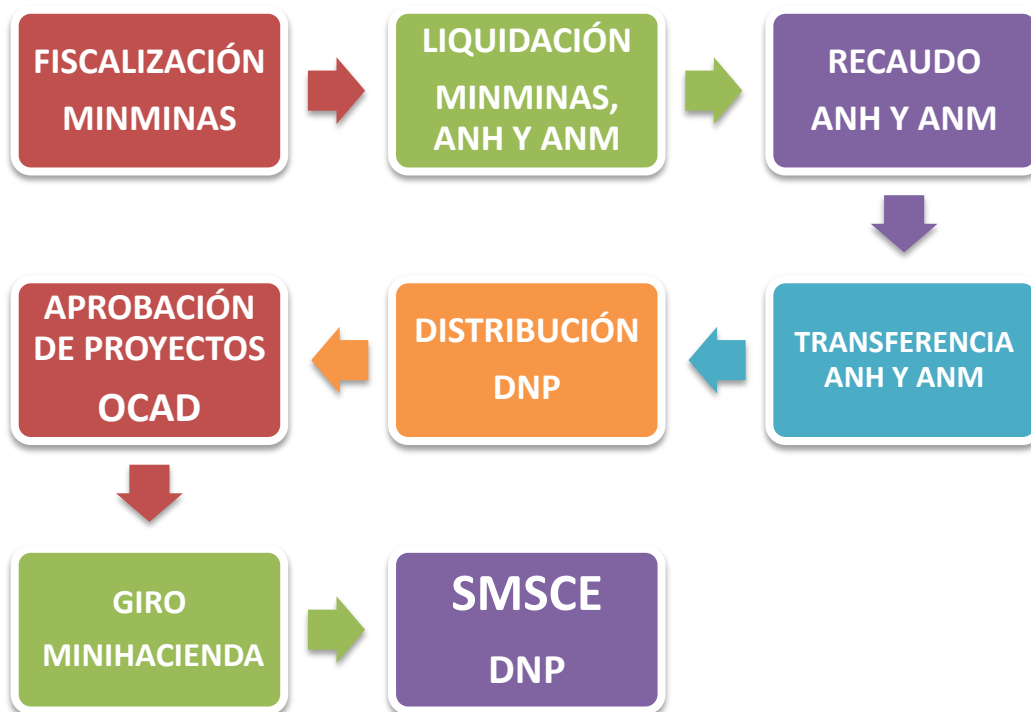 FISCALIZACIÓN
MINMINAS
LIQUIDACIÓN
MINMINAS,
ANH Y ANM
RECAUDO
ANH Y ANM
TRANSFERENCIA
ANH Y ANM
DISTRIBUCIÓN
DNP
APROBACIÓN
DE PROYECTOS
OCAD
GIRO
MINIHACIENDA
SMSCE
DNP